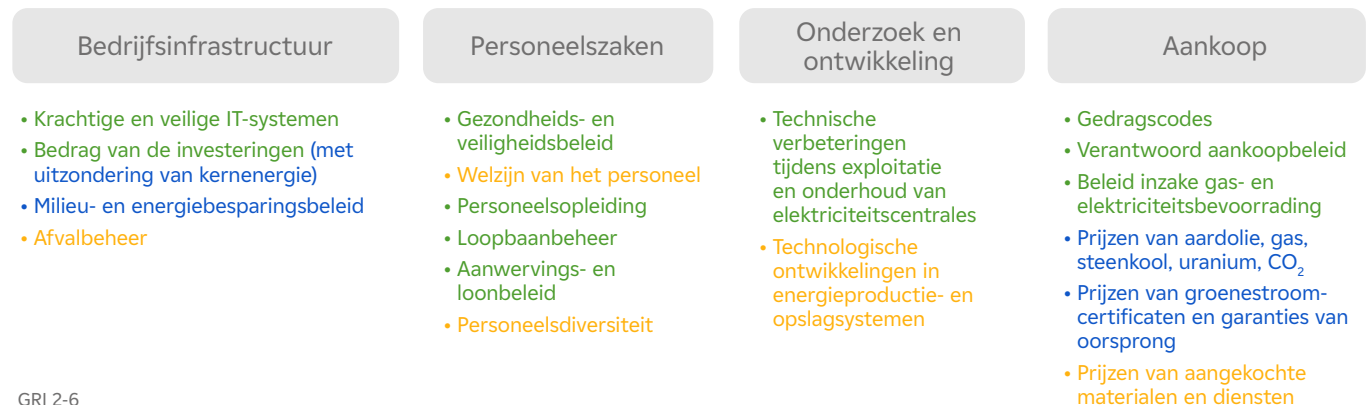 Bedrijfsinfrastructuur
• Krachtige en veilige IT-systemen
• Bedrag van de investeringen (met
uitzondering van kernenergie)
• Milieu- en energiebesparingsbeleid
• Afvalbeheer
Personeelszaken
• Gezondheids- en
veiligheidsbeleid
• Welzijn van het personeel
• Personeelsopleiding
• Loopbaanbeheer
• Aanwervings- en
loonbeleid
• Personeelsdiversiteit
Onderzoek en
ontwikkeling
• Technische
verbeteringen
tijdens exploitatie
en onderhoud van
elektriciteitscentrales
• Technologische
ontwikkelingen in
energieproductie- en
opslagsystemen
Aankoop
• Gedragscodes
• Verantwoord aankoopbeleid
• Beleid inzake gas- en
elektriciteitsbevoorrading
• Prijzen van aardolie, gas,
steenkool, uranium, CO₂
• Prijzen van groenestroom-
certificaten en garanties van
oorsprong
• Prijzen van aangekochte
materialen en diensten
GRI 2-6